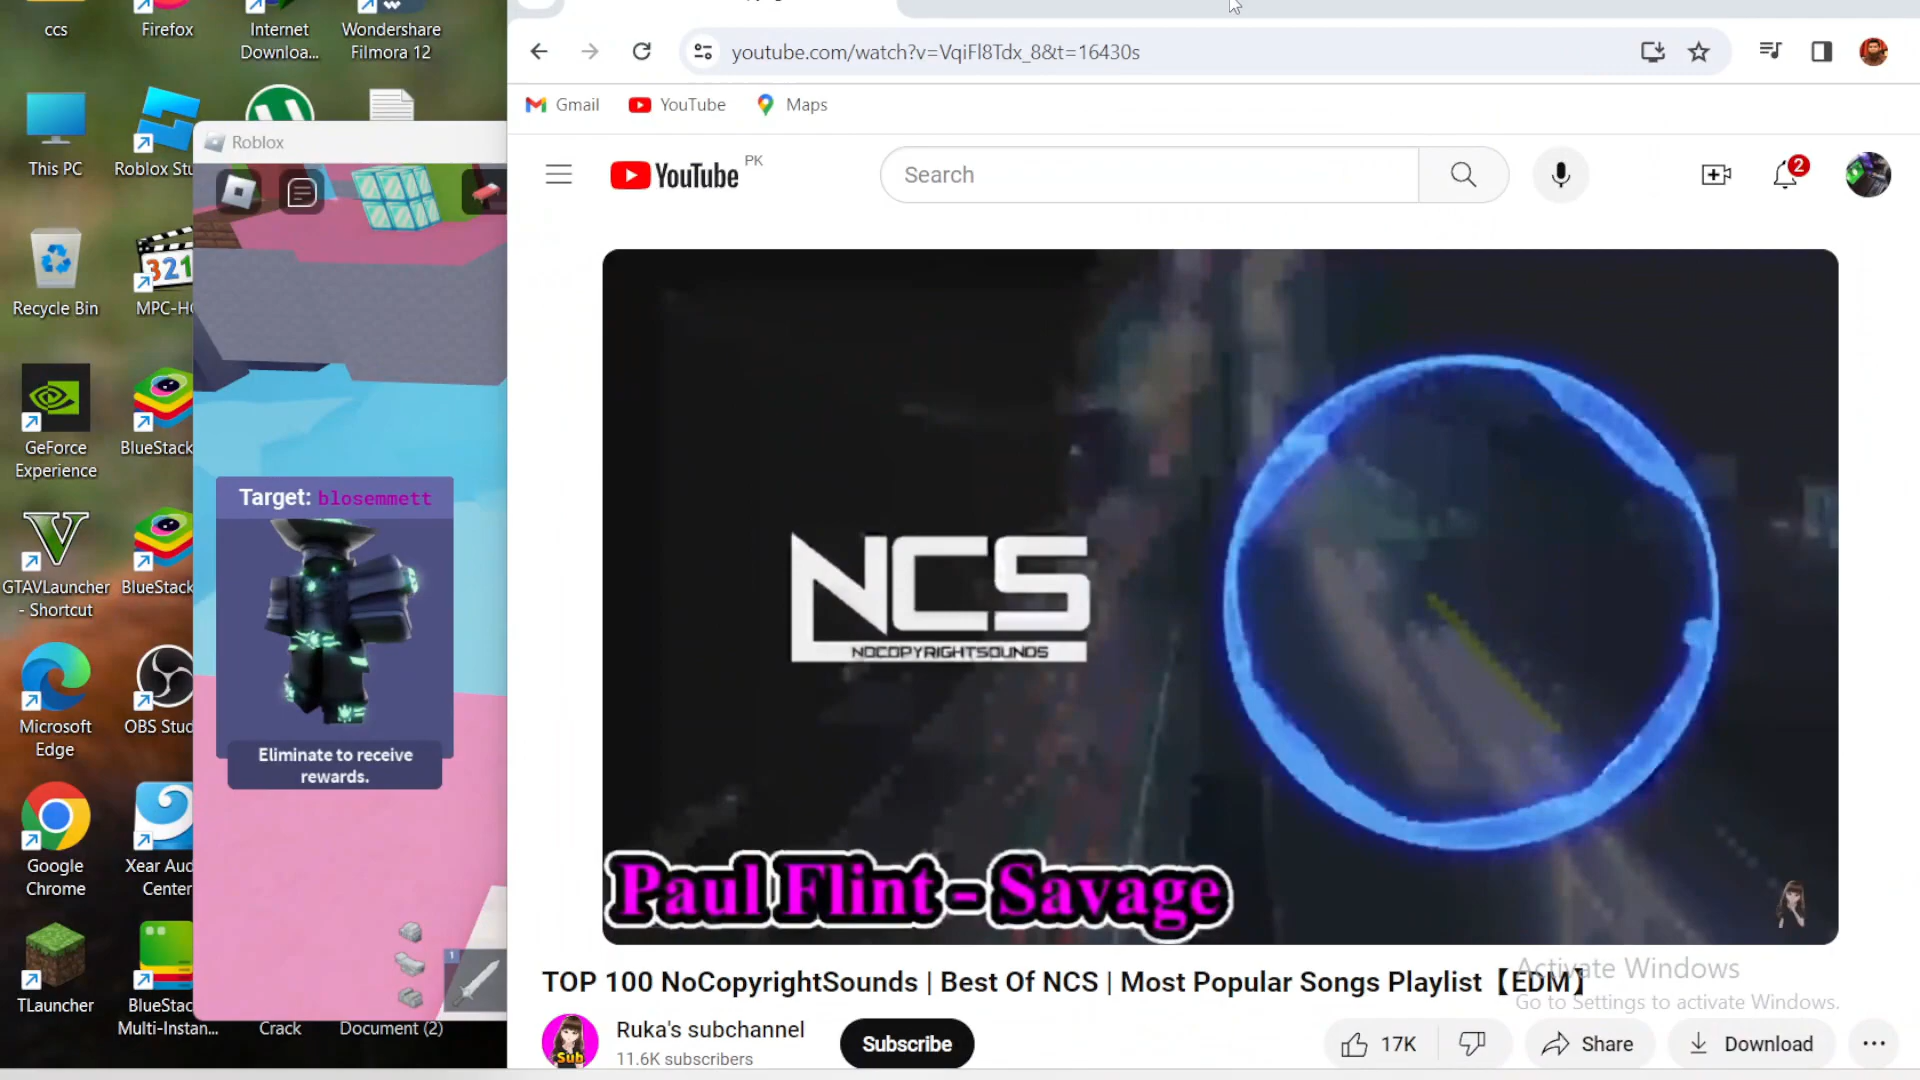 ccs
Firefox
Internet
Downloa...
Wondershare
Filmora 12
youtube.com/watch?v=VqiFl8Tdx_8&t=16430s
Gmail
YouTube
Maps
This PC
Roblox Stu
Roblox
YouTube PK
Search
2
321
Recycle Bin
MPC-HC
GeForce
Experience
BlueStack
Target: blosemmett
GTAVLauncher
- Shortcut
BlueStack
NCS
NOCOPYRIGHTSOUNDS
Microsoft
Edge
OBS Stud
Eliminate to receive
rewards.
Google
Chrome
Xear Aud
Center
Paul Flint - Savage
1
TLauncher
BlueStac
Multi-Instan...
Crack
Document (2)
TOP 100 NoCopyrightSounds | Best Of NCS | Most Popular Songs Playlist【EDM】
Activate Windows
Go to Settings to activate Windows.
Sub
Ruka's subchannel
11.6K subscribers
Subscribe
17K
Share
Download